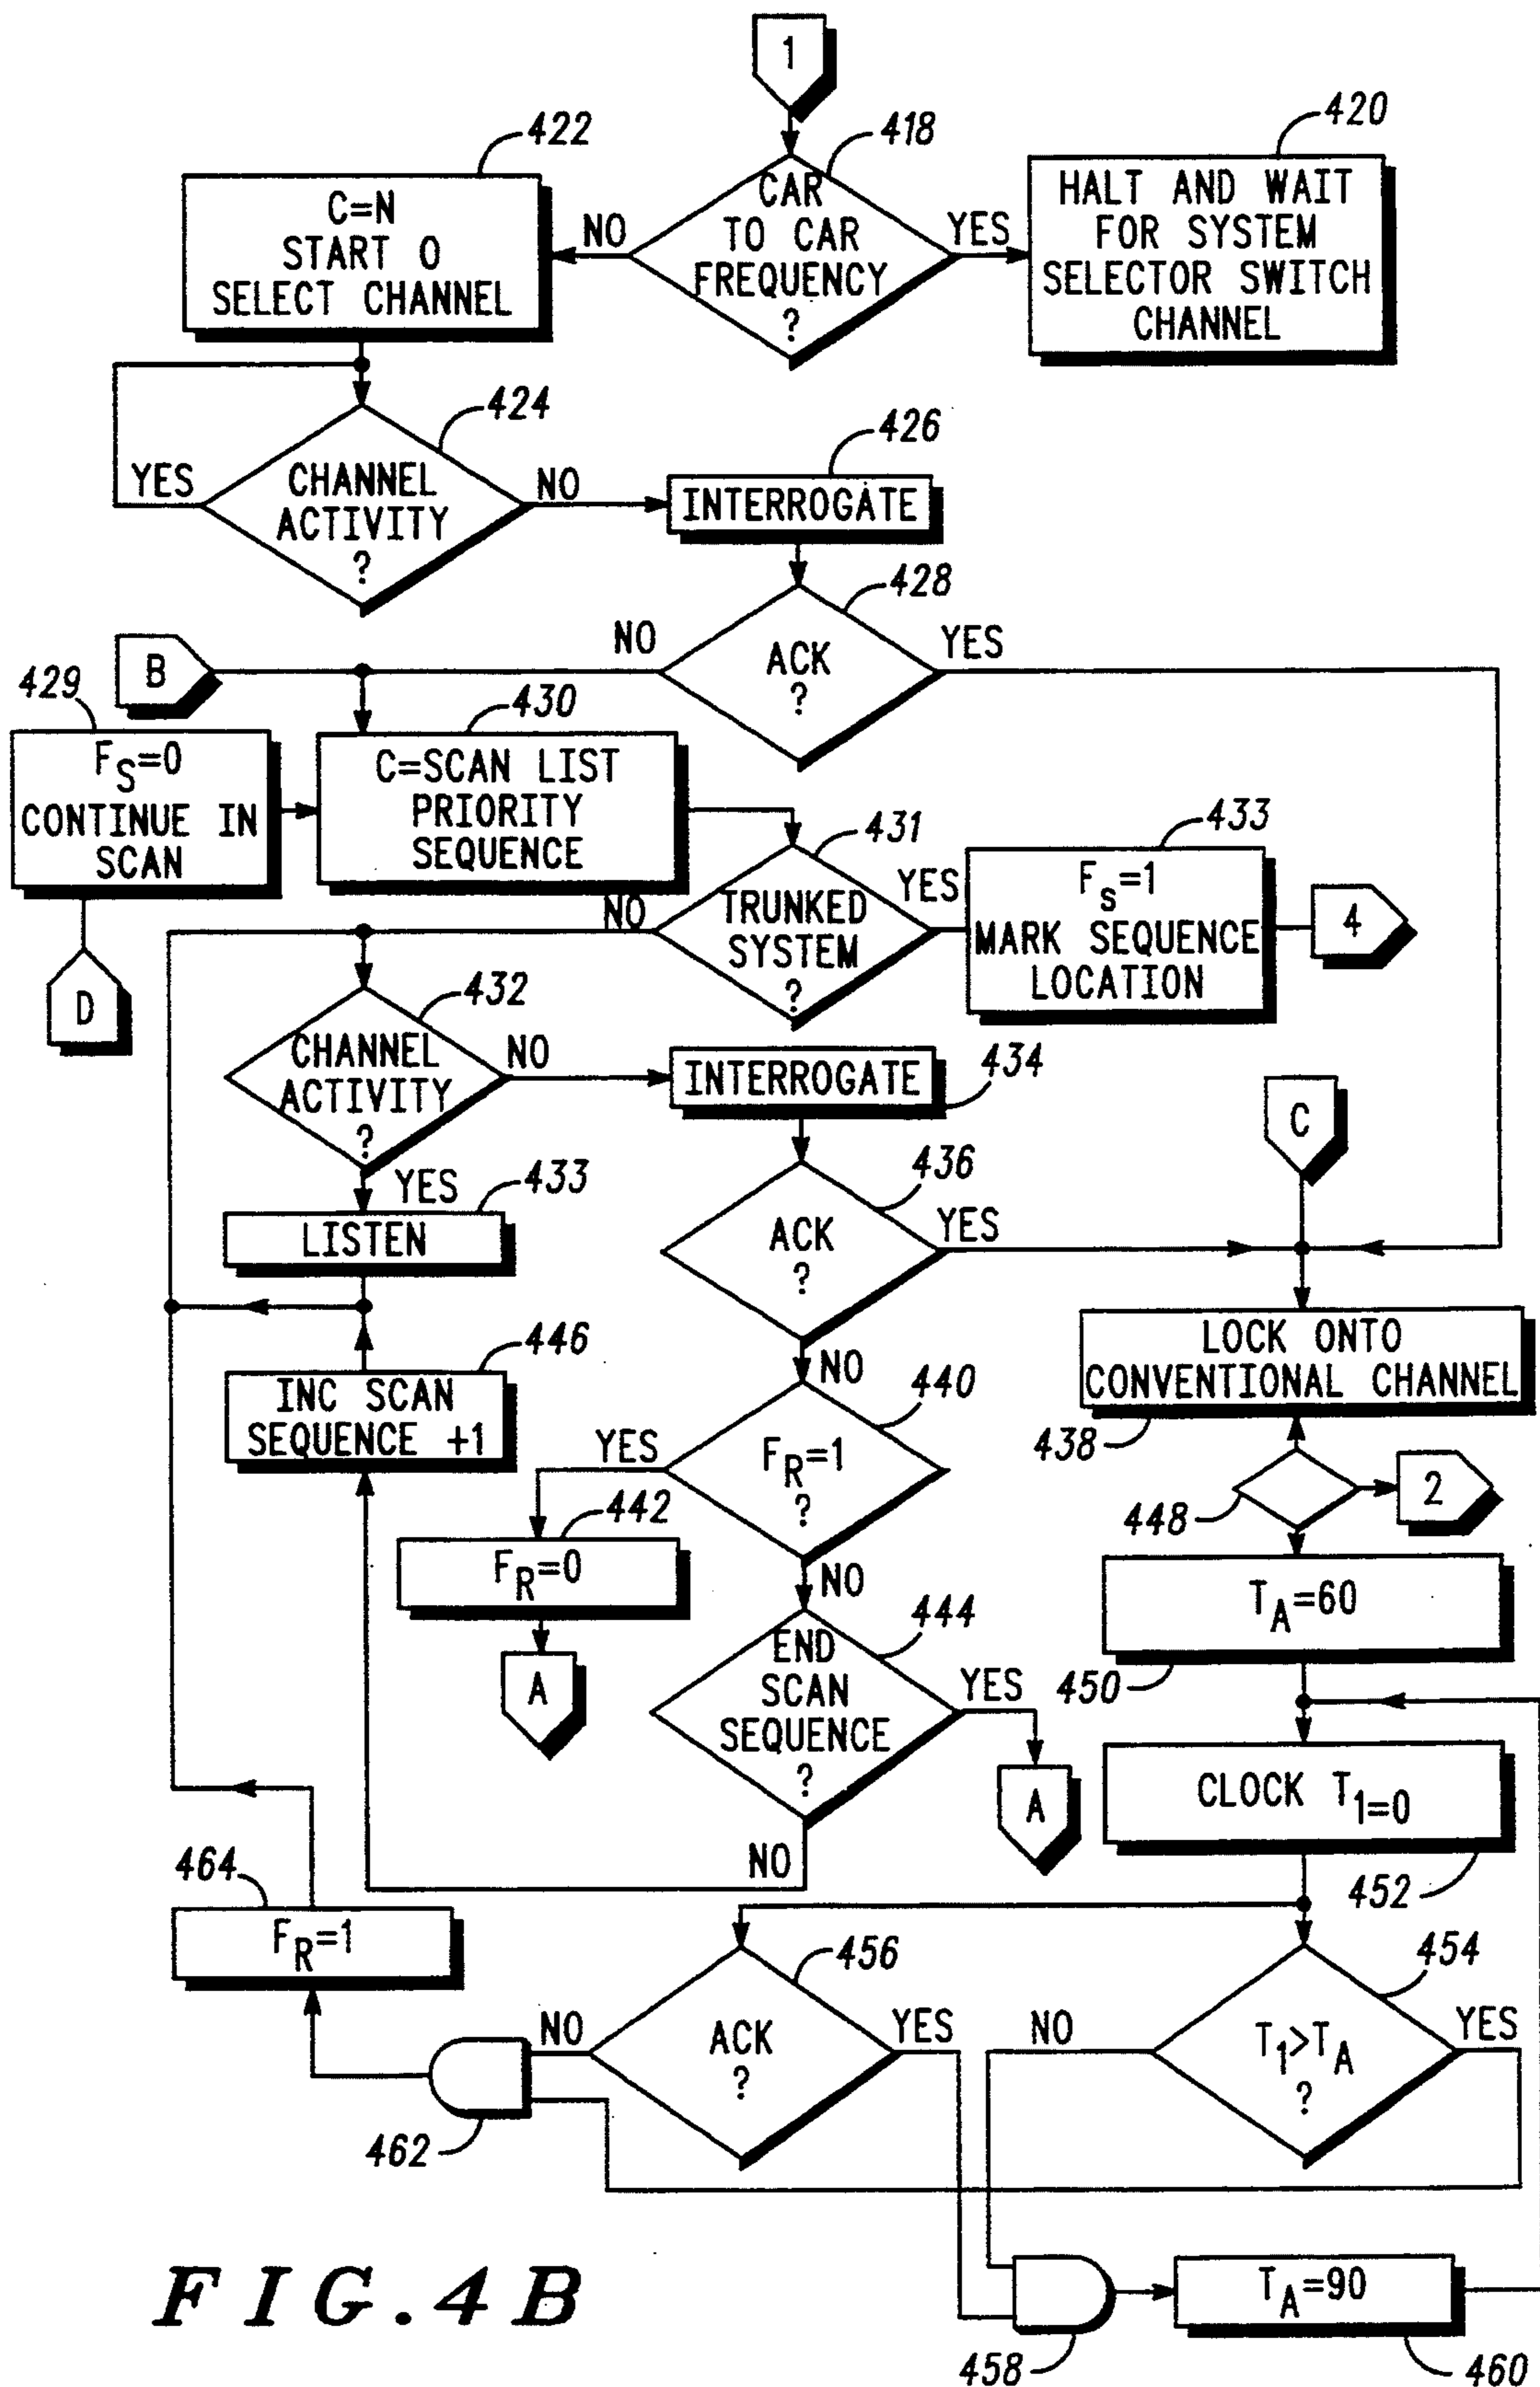 1
422
418
420
C=N
START 0
SELECT CHANNEL
NO
CAR
TO CAR
FREQUENCY
?
YES
HALT AND WAIT
FOR SYSTEM
SELECTOR SWITCH
CHANNEL
424
426
YES
CHANNEL
ACTIVITY
?
NO
INTERROGATE
428
B
NO
ACK
?
YES
429
430
FS=0
CONTINUE IN
SCAN
C=SCAN LIST
PRIORITY
SEQUENCE
431
433
NO
TRUNKED
SYSTEM
?
YES
Fs=1
MARK SEQUENCE
LOCATION
4
D
432
CHANNEL
ACTIVITY
?
NO
INTERROGATE
434
C
YES
433
LISTEN
436
ACK
?
YES
LOCK ONTO
CONVENTIONAL CHANNEL
438
446
INC SCAN
SEQUENCE +1
NO
440
YES
FR=1
?
448
2
442
FR=0
A
NO
TA=60
450
444
END
SCAN
SEQUENCE
?
YES
A
NO
CLOCK T1=0
452
464
FR=1
456
454
NO
ACK
?
YES
NO
T1>TA
?
YES
462
458
TA=90
460
FIG. 4B